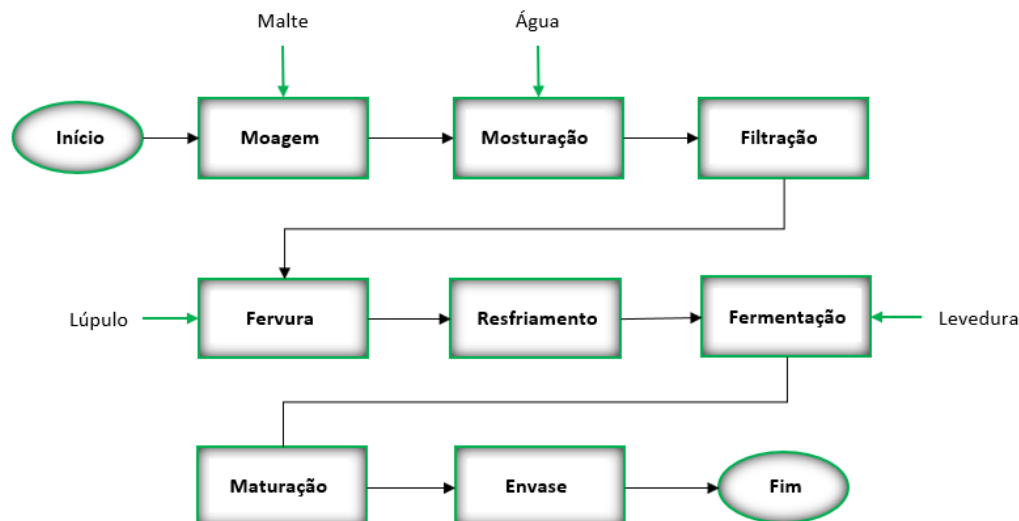 Malte
Água
Início
Moagem
Mosturação
Filtração
Lúpulo
Fervura
Resfriamento
Fermentação
Levedura
Maturação
Envase
Fim